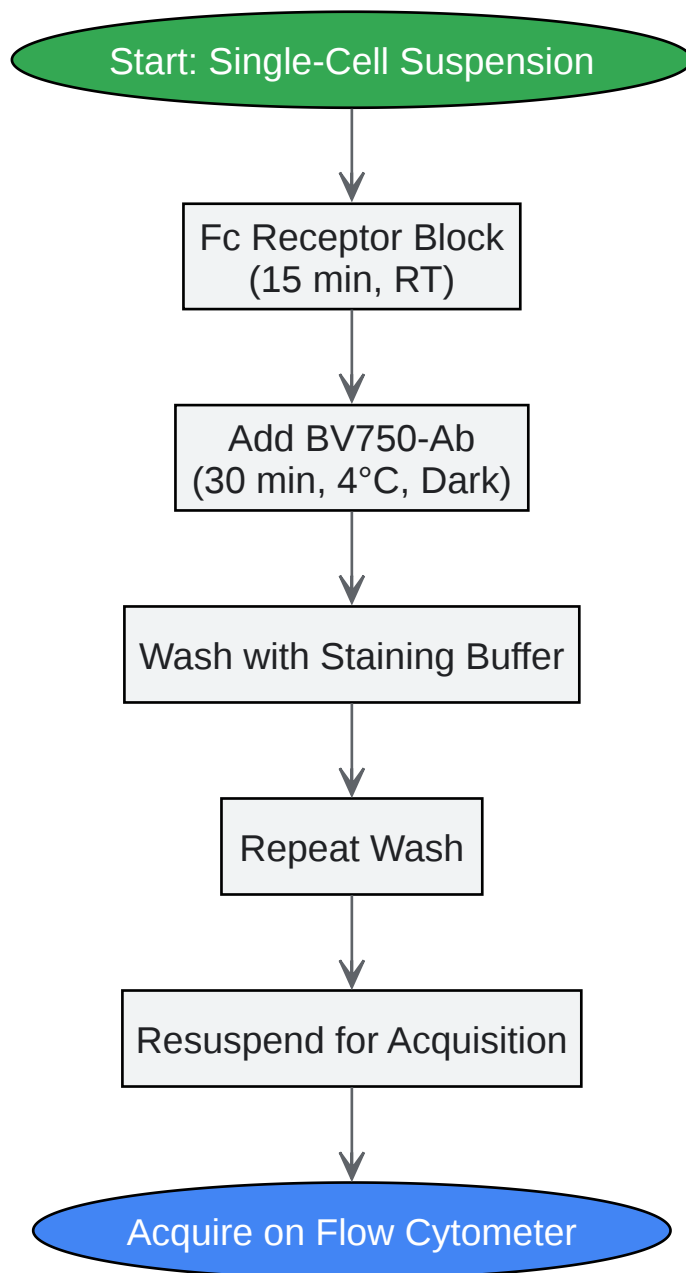 Start: Single-Cell Suspension
Fc Receptor Block
(15 min, RT)
Add BV750-Ab
(30 min, 4°C, Dark)
Wash with Staining Buffer
Repeat Wash
Resuspend for Acquisition
Acquire on Flow Cytometer